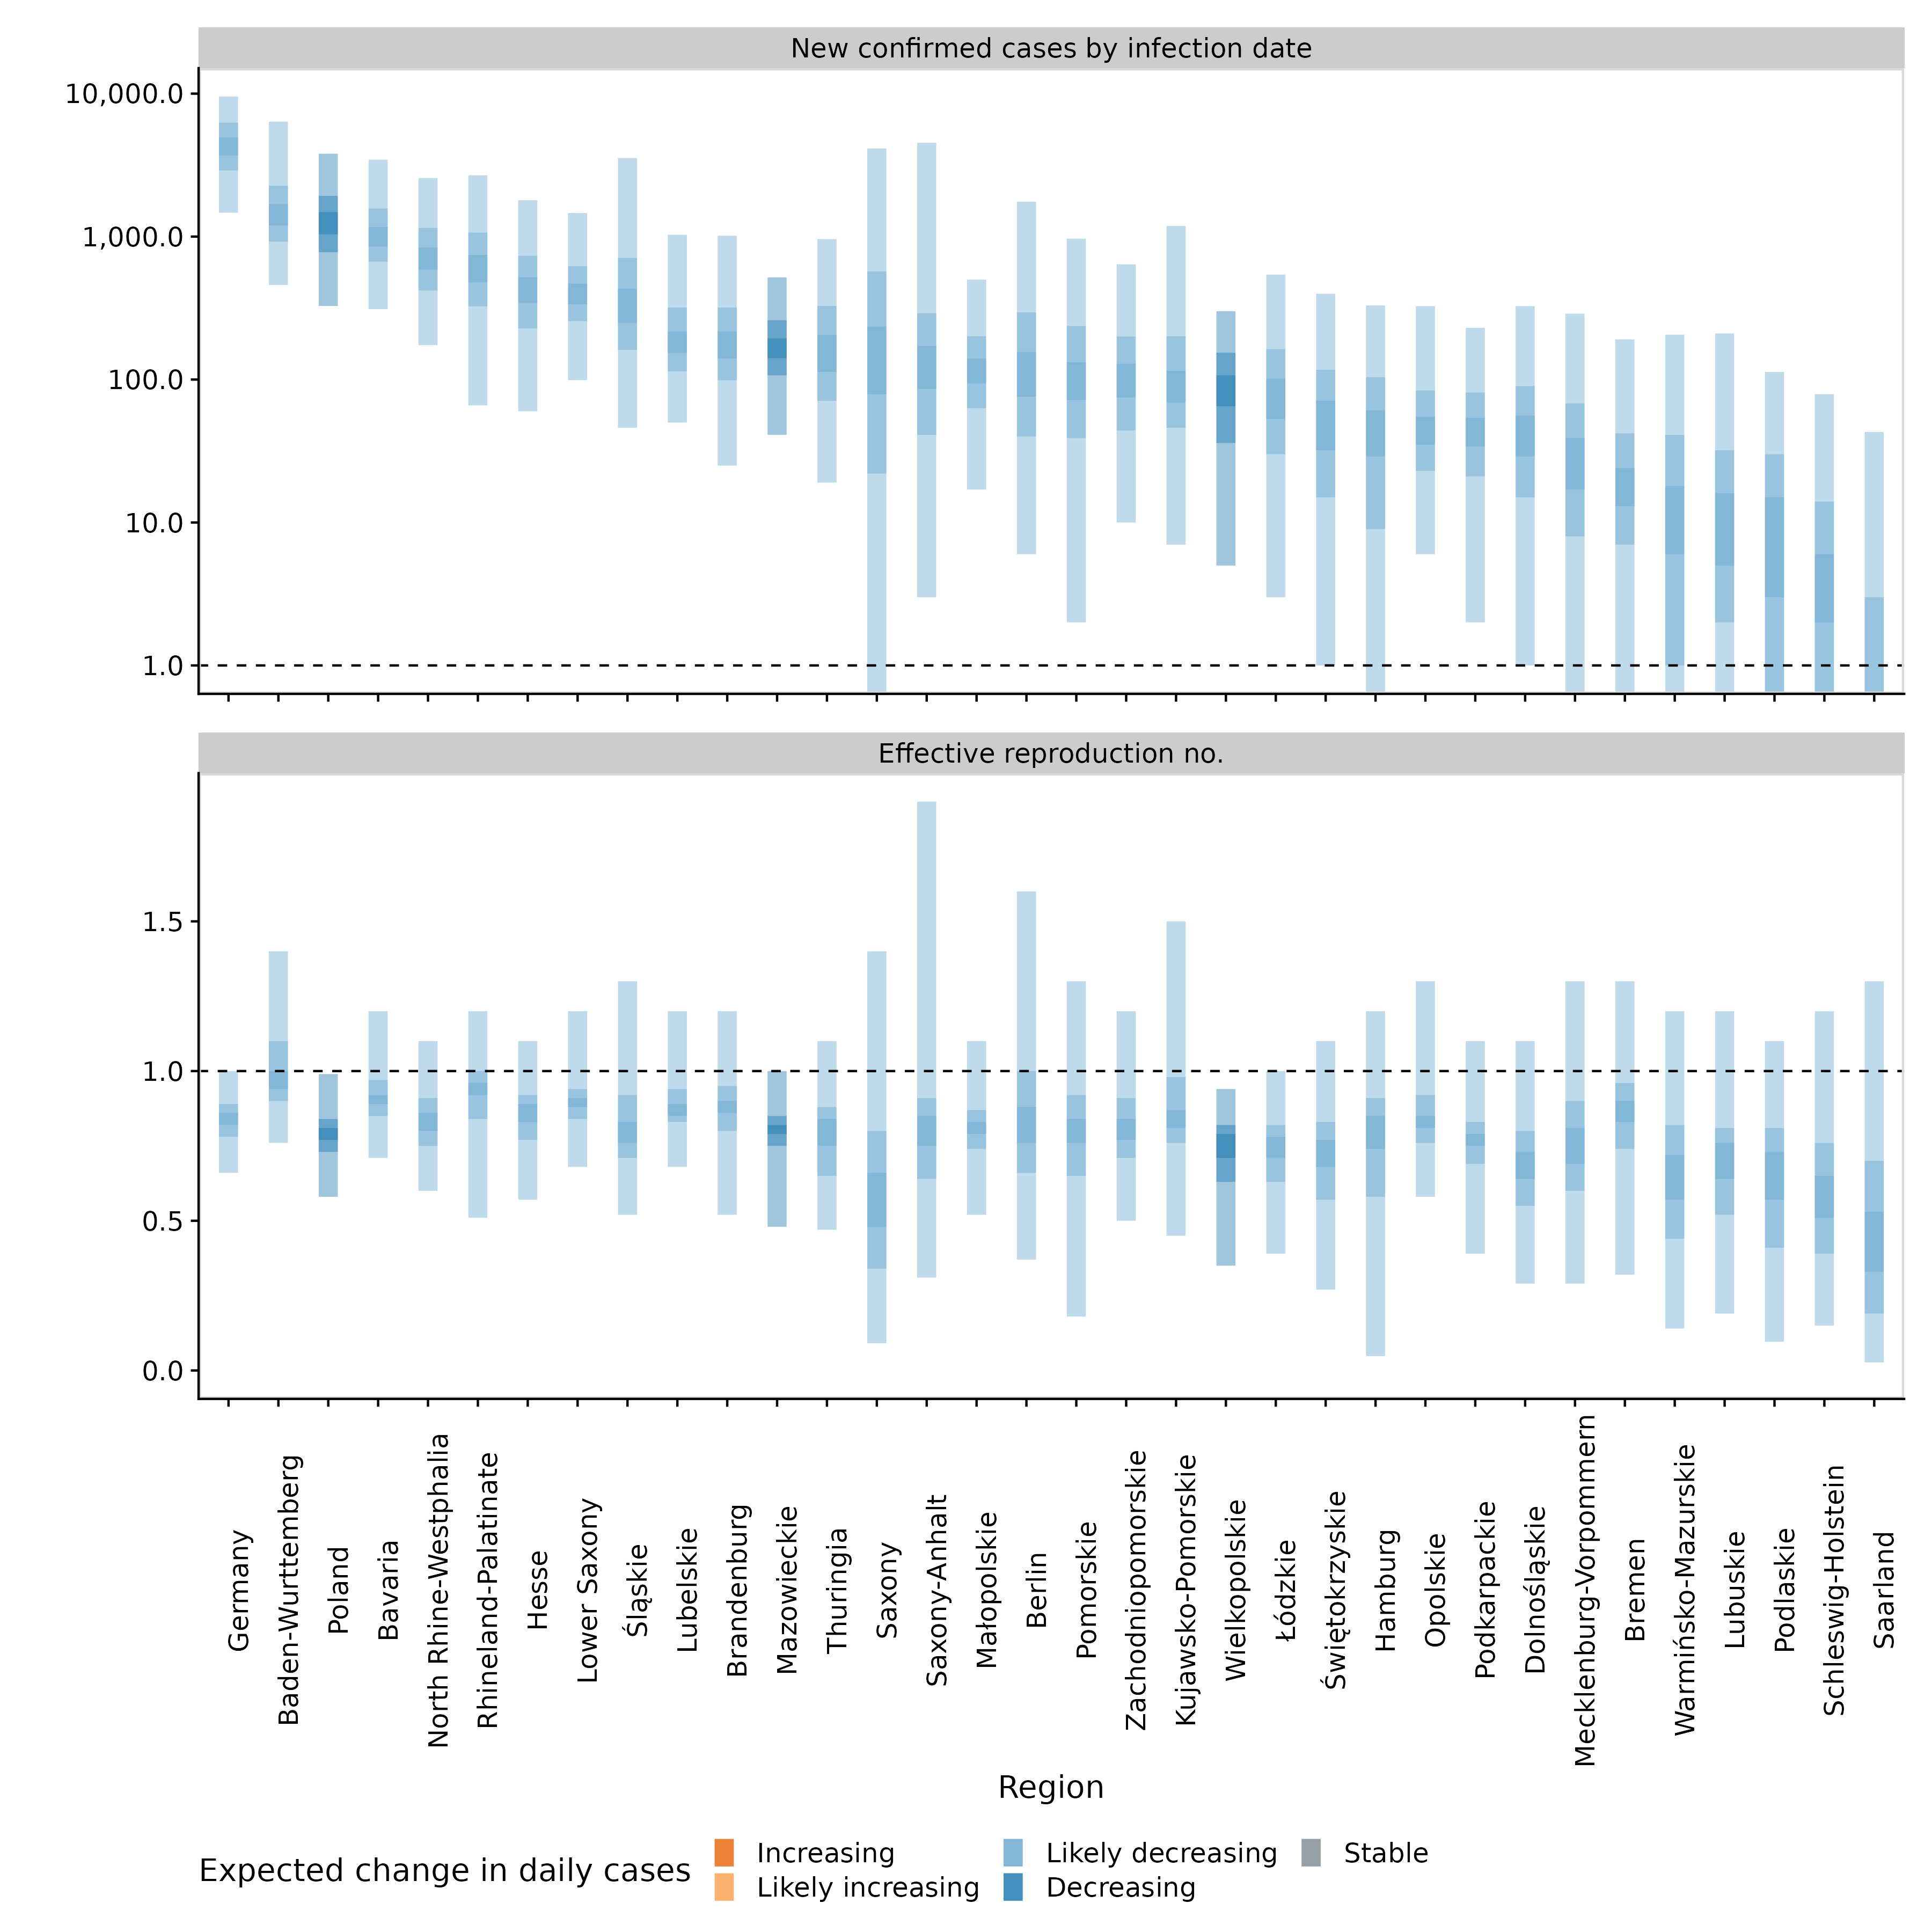 New confirmed cases by infection date
10,000.0
1,000.0
100.0
10.0
1.0
Effective reproduction no.
1.5
1.0
0.5
0.0
Germany
Baden-Wurttemberg
Poland
Bavaria
North Rhine-Westphalia
Rhineland-Palatinate
Hesse
Lower Saxony
Śląskie
Lubelskie
Brandenburg
Mazowieckie
Thuringia
Saxony
Saxony-Anhalt
Małopolskie
Berlin
Pomorskie
Zachodniopomorskie
Kujawsko-Pomorskie
Wielkopolskie
Łódzkie
Świętokrzyskie
Hamburg
Opolskie
Podkarpackie
Dolnośląskie
Mecklenburg-Vorpommern
Bremen
Warmińsko-Mazurskie
Lubuskie
Podlaskie
Schleswig-Holstein
Saarland
Region
Expected change in daily cases
Increasing
Likely increasing
Likely decreasing
Decreasing
Stable